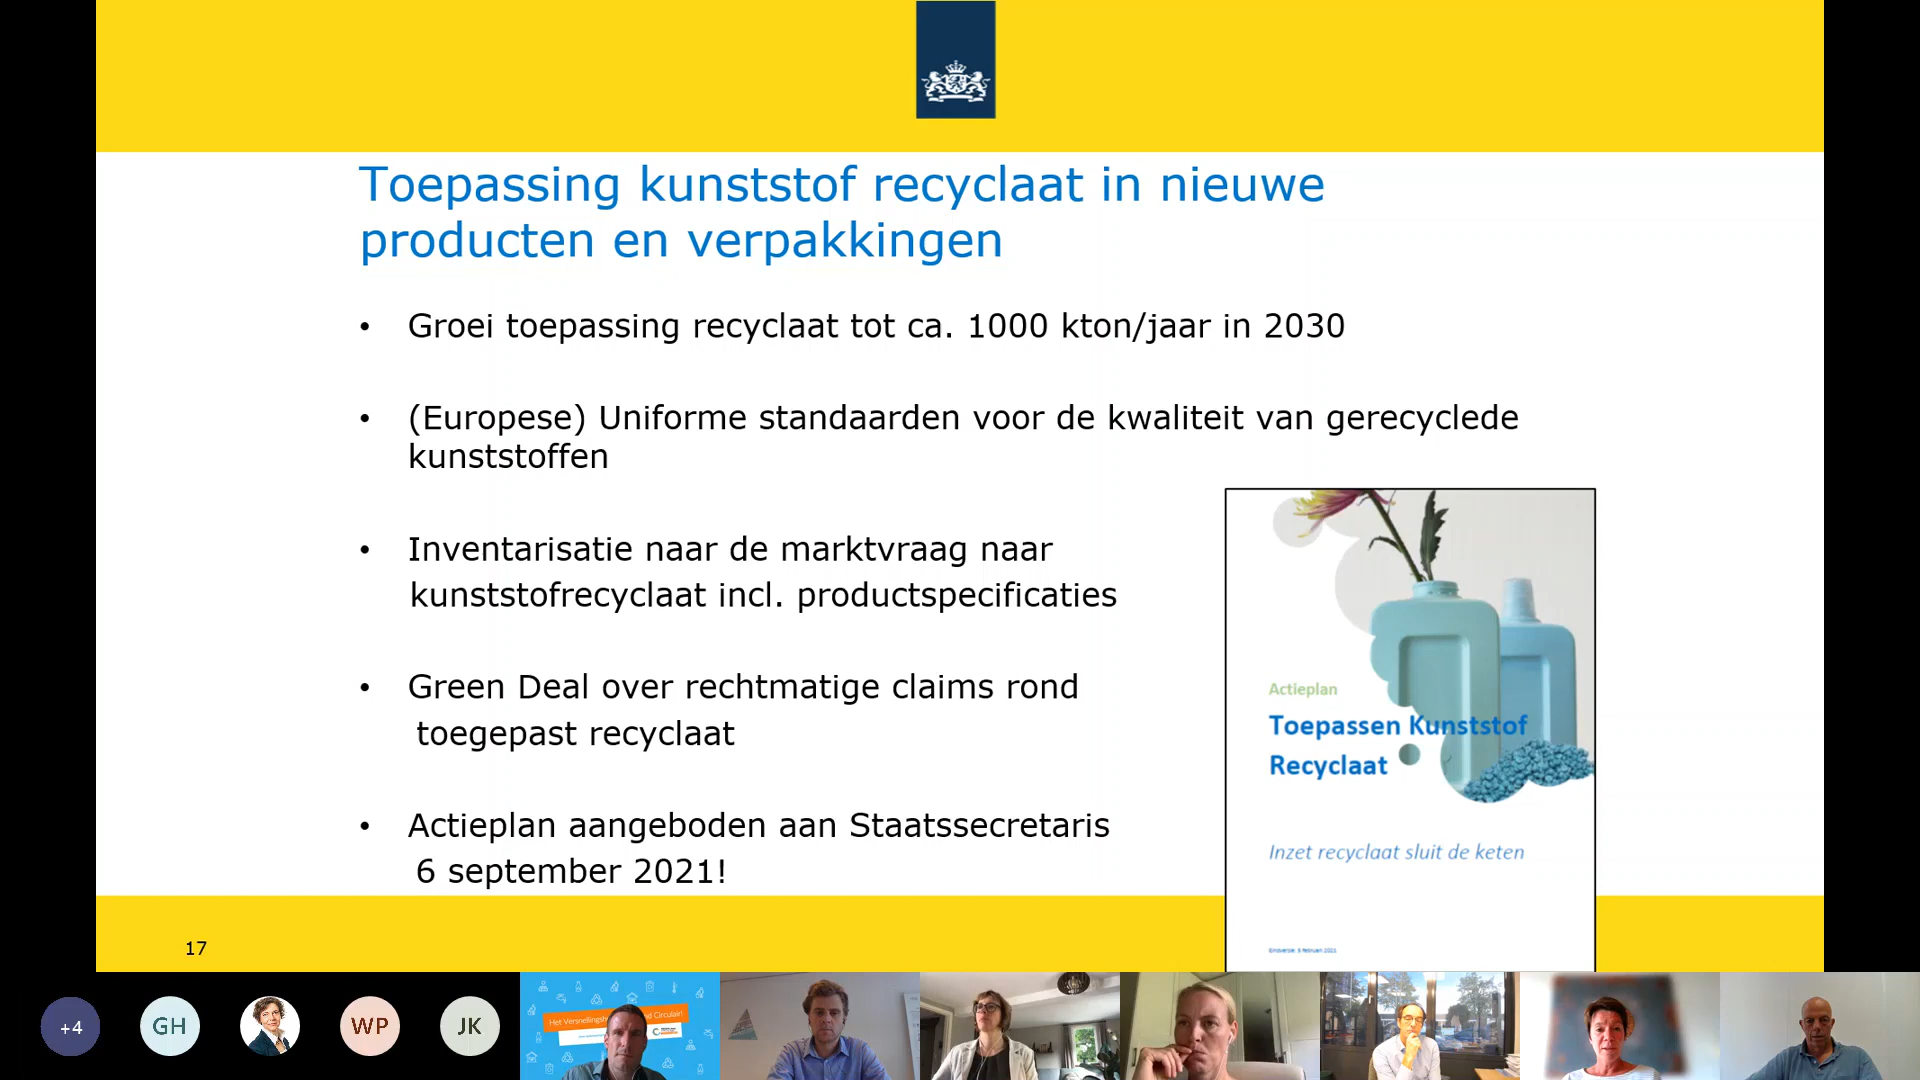 Toepassing kunststof recyclaat in nieuwe
producten en verpakkingen
• Groei toepassing recyclaat tot ca. 1000 kton/jaar in 2030
• (Europese) Uniforme standaarden voor de kwaliteit van gerecyclede
kunststoffen
• Inventarisatie naar de marktvraag naar
kunststofrecyclaat incl. productspecificaties
• Green Deal over rechtmatige claims rond
toegepast recyclaat
• Actieplan aangeboden aan Staatssecretaris
6 september 2021!
Actieplan
Toepassen Kunststof
Recyclaat
Inzet recyclaat sluit de keten
17
+4
GH
WP
JK
Het
Circulair!